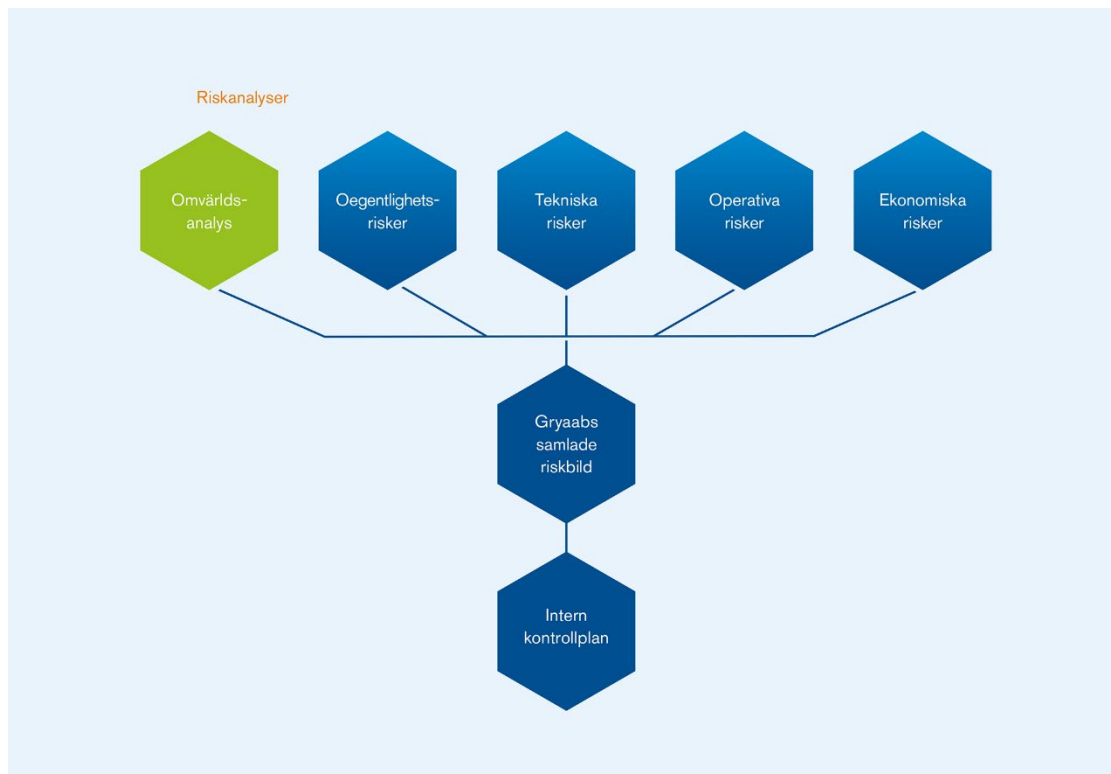 Riskanalyser
Omvärlds-
analys
Oegentlighets-
risker
Tekniska
risker
Operativa
risker
Ekonomiska
risker
Gryaabs
samlade
riskbild
Intern
kontrollplan